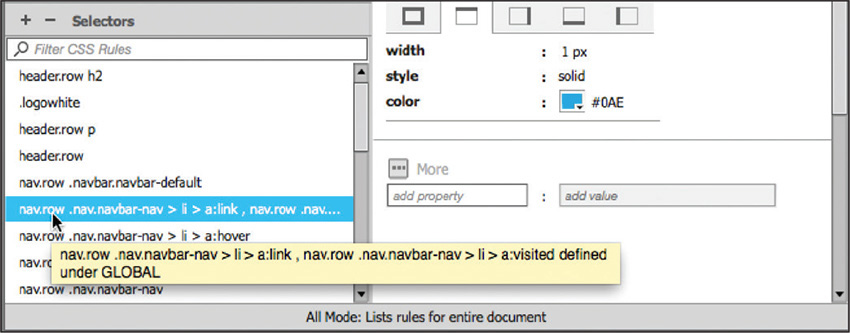 + − Selectors
Filter CSS Rules
header.row h2
.logowhite
header.row p
header.row
nav.row .navbar.navbar-default
nav.row .nav.navbar-nav > li > a:link , nav.row .nav....
nav.row .nav.navbar-nav > li > a:hover
nav.row .nav.navbar-nav > li > a:link , nav.row .nav.navbar-nav > li > a:visited defined
under GLOBAL
nav.row .nav.navbar-nav
width : 1 px
style : solid
color : #0AE
More
add property : add value
All Mode: Lists rules for entire document